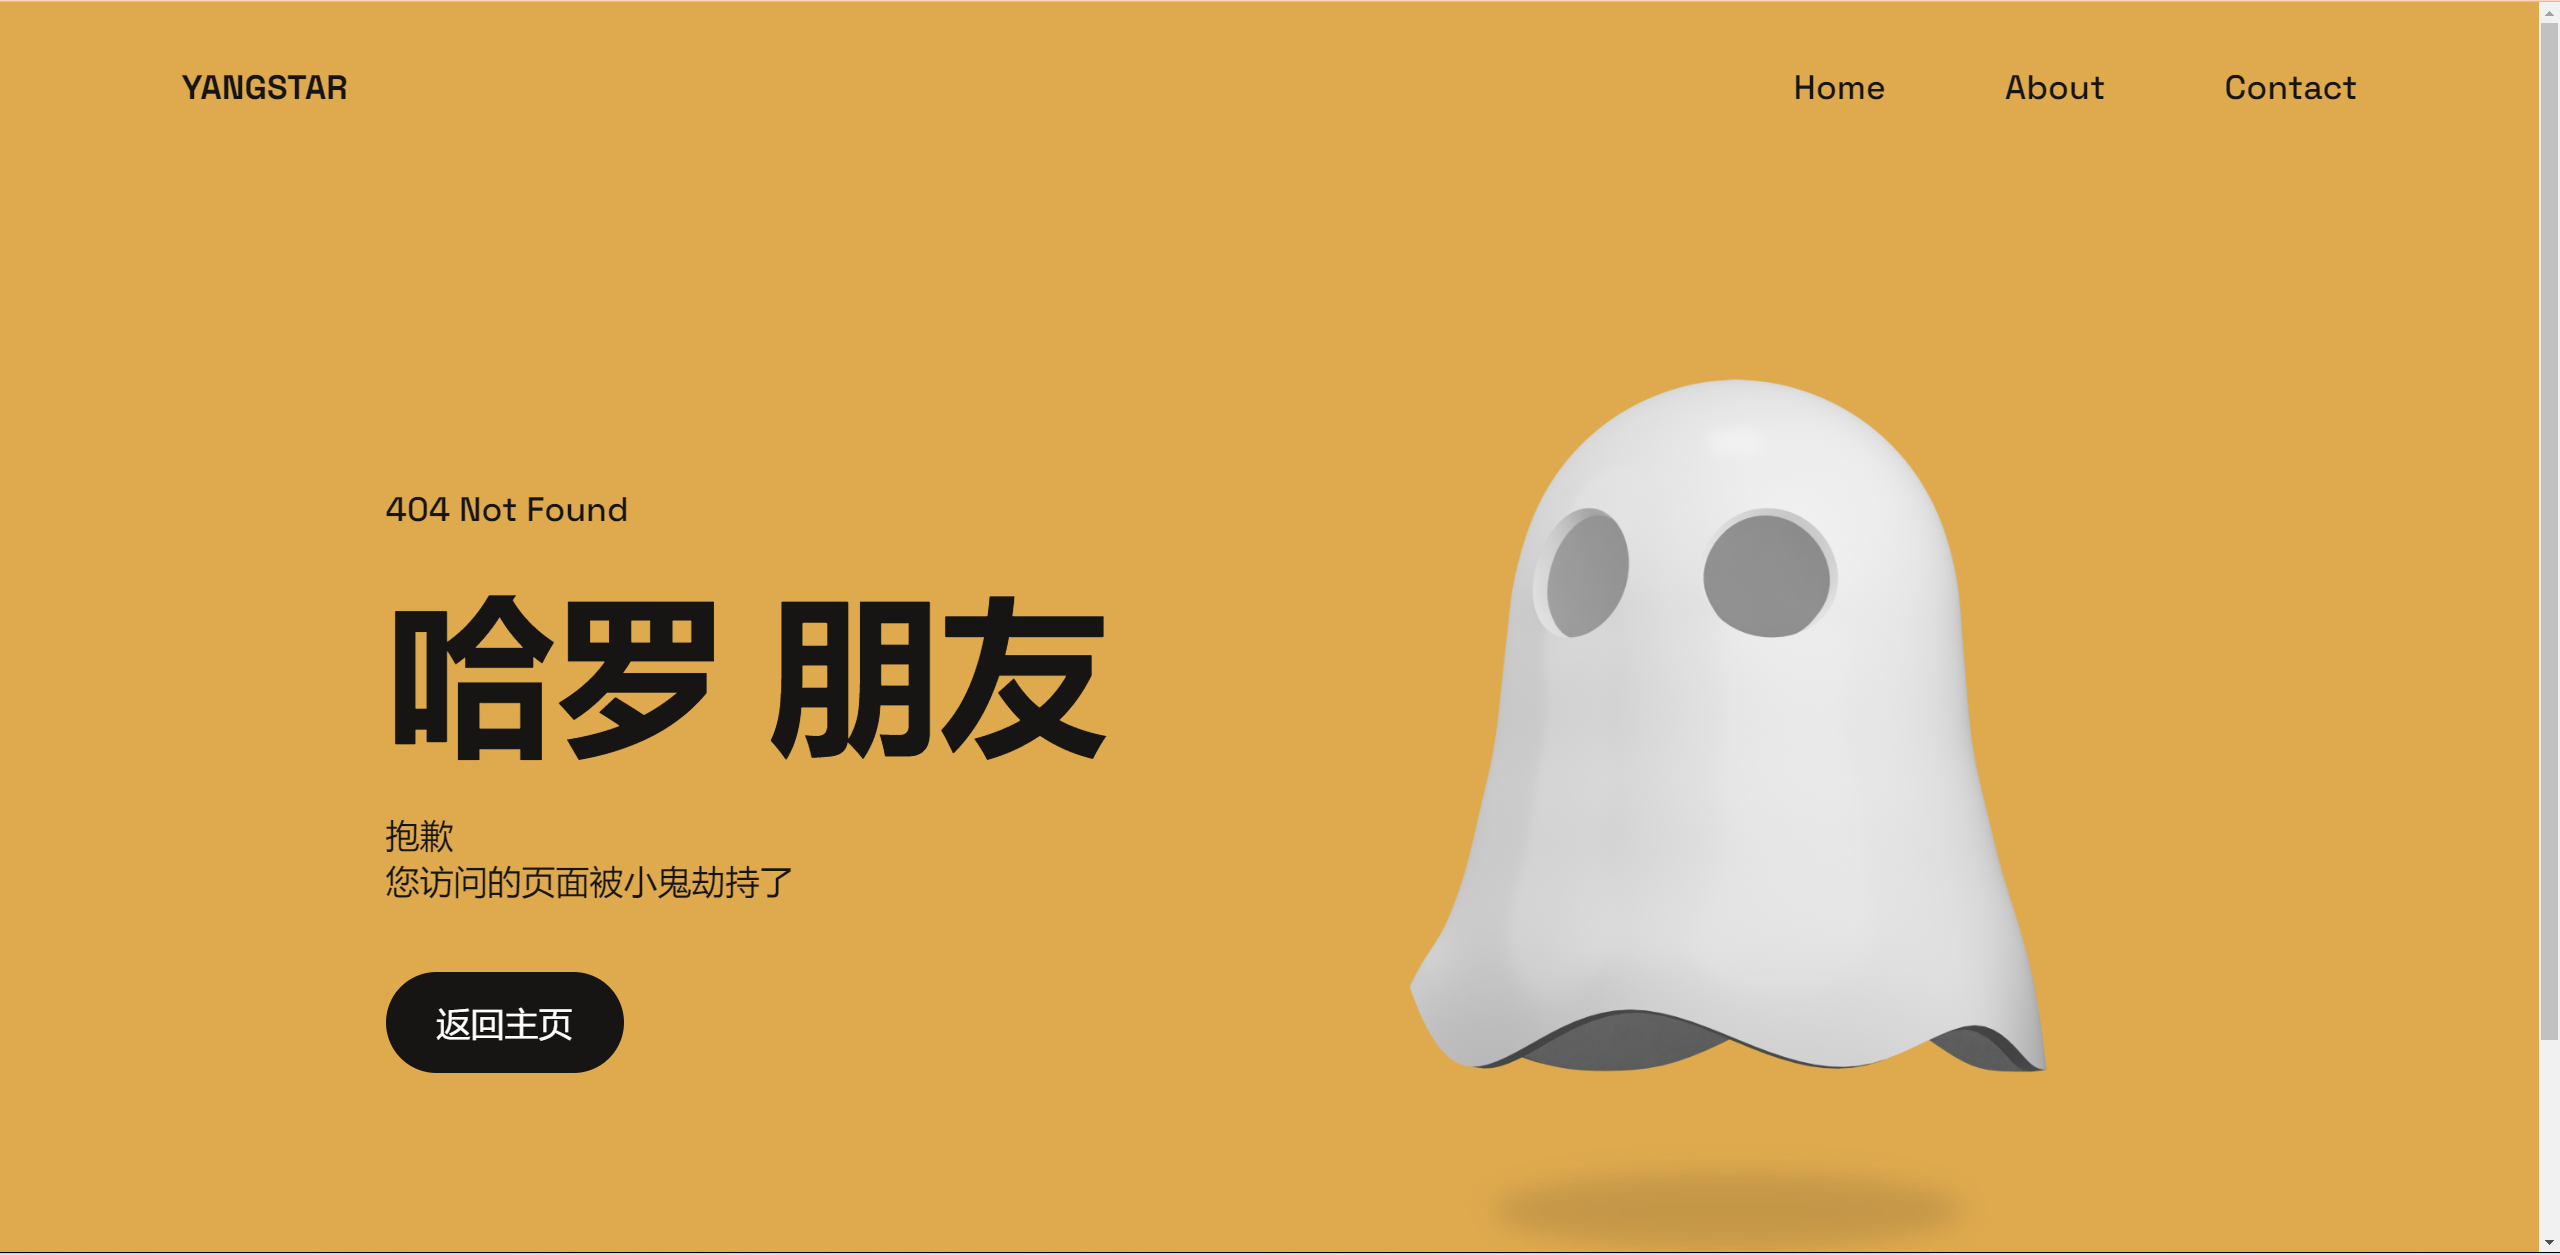 YANGSTAR
Home
About
Contact
404 Not Found
哈罗 朋友
抱歉
您访问的页面被小鬼劫持了
返回主页